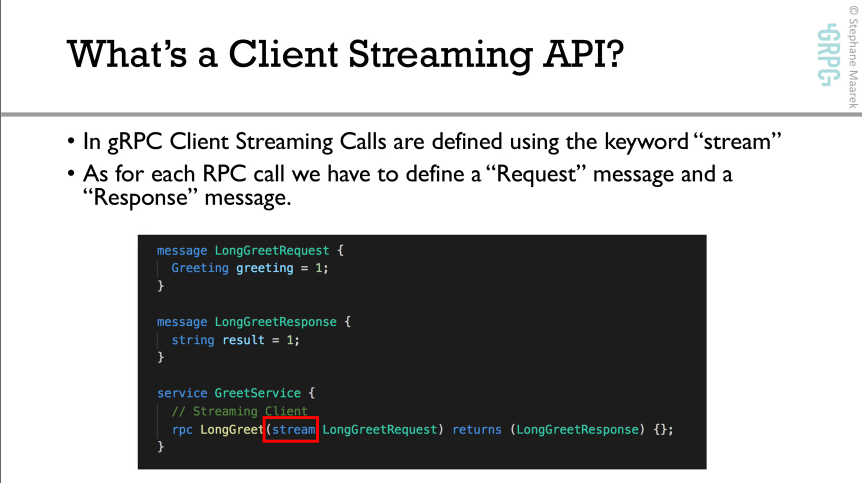 What's a Client Streaming API?
GRPC
© Stephane Maarek
• In gRPC Client Streaming Calls are defined using the keyword “stream”
• As for each RPC call we have to define a “Request” message and a
“Response” message.
message LongGreetRequest {
  Greeting greeting = 1;
}
message LongGreetResponse {
  string result = 1;
}
service GreetService {
  // Streaming Client
  rpc LongGreet(stream LongGreetRequest) returns (LongGreetResponse) {};
}